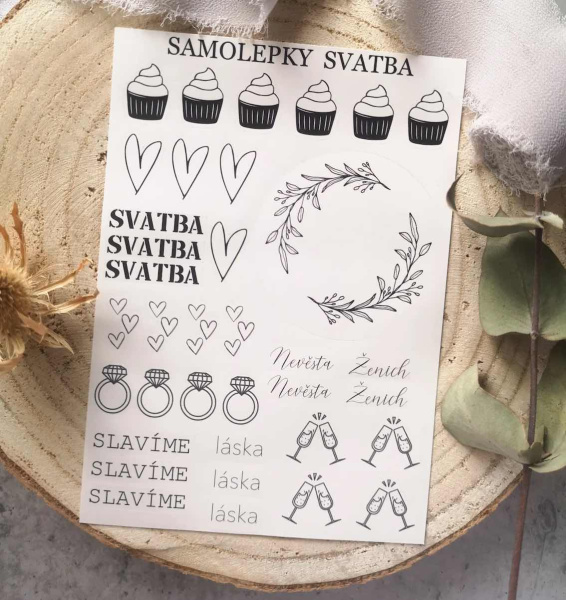 SAMOLEPKY SVATBA
SVATBA
SVATBA
SVATBA
Nevěsta Ženich
Nevěsta Ženich
SLAVÍME láska
SLAVÍME láska
SLAVÍME láska